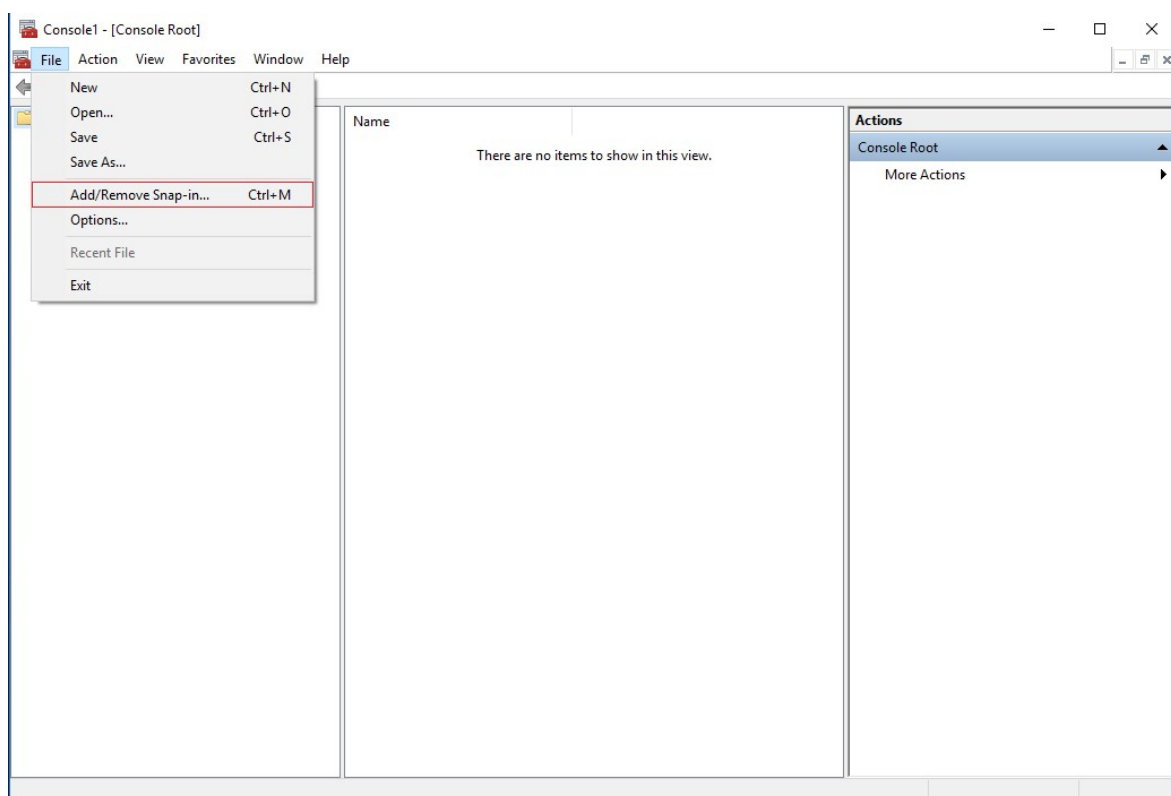 Console1 - [Console Root]
File Action View Favorites Window Help
New Ctrl+N
Open... Ctrl+O
Save Ctrl+S
Save As...
Add/Remove Snap-in... Ctrl+M
Options...
Recent File
Exit
Name
There are no items to show in this view.
Actions
Console Root
More Actions